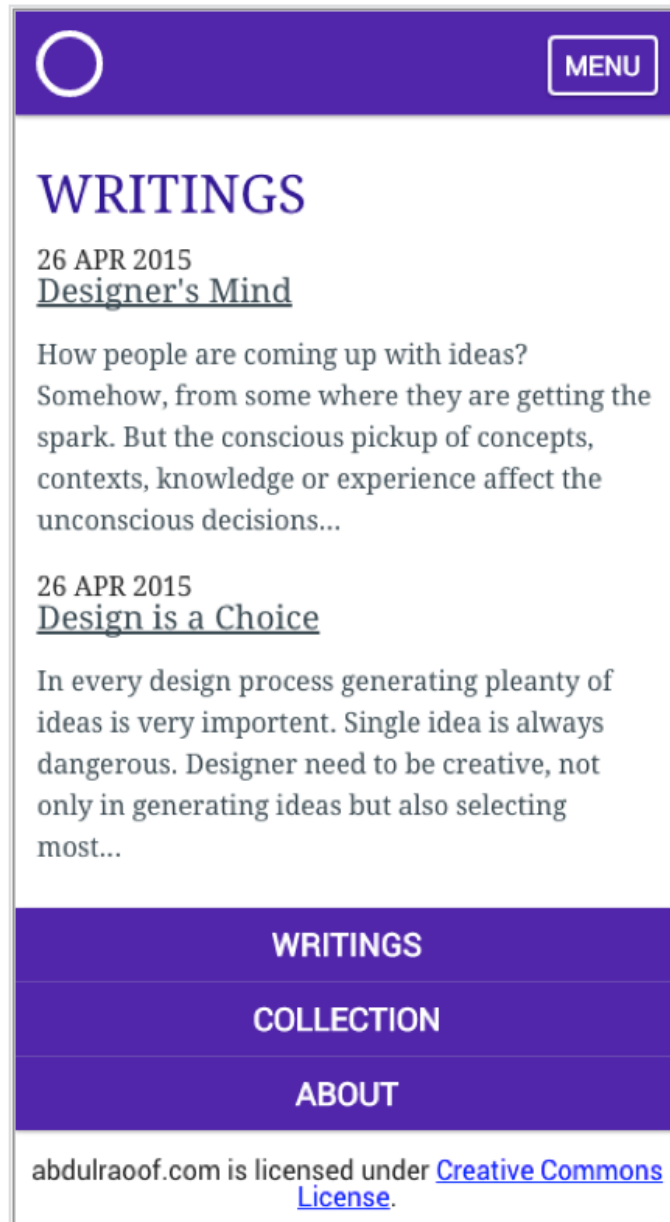 MENU
WRITINGS
26 APR 2015
Designer's Mind
How people are coming up with ideas?
Somehow, from some where they are getting the
spark. But the conscious pickup of concepts,
contexts, knowledge or experience affect the
unconscious decisions...
26 APR 2015
Design is a Choice
In every design process generating pleanty of
ideas is very importent. Single idea is always
dangerous. Designer need to be creative, not
only in generating ideas but also selecting
most...
WRITINGS
COLLECTION
ABOUT
abdulraoof.com is licensed under Creative Commons
License.